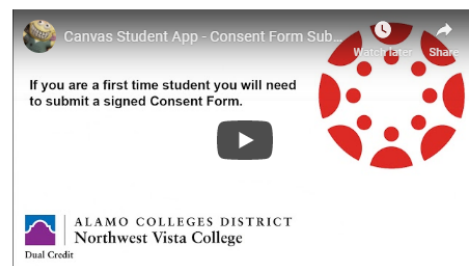 Canvas Student App - Consent Form Sub...
Watch later
Share
If you are a first time student you will need
to submit a signed Consent Form.
ALAMO COLLEGES DISTRICT
Northwest Vista College
Dual Credit